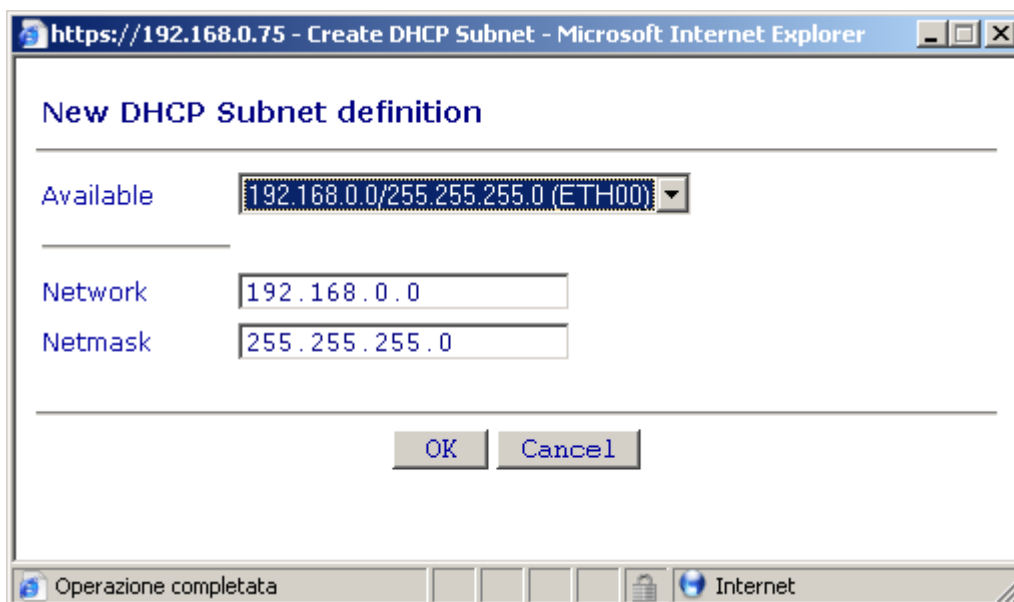 https://192.168.0.75 - Create DHCP Subnet - Microsoft Internet Explorer
New DHCP Subnet definition
Available 192.168.0.0/255.255.255.0 (ETH00)
Network 192.168.0.0
Netmask 255.255.255.0
OK Cancel
Operazione completata Internet